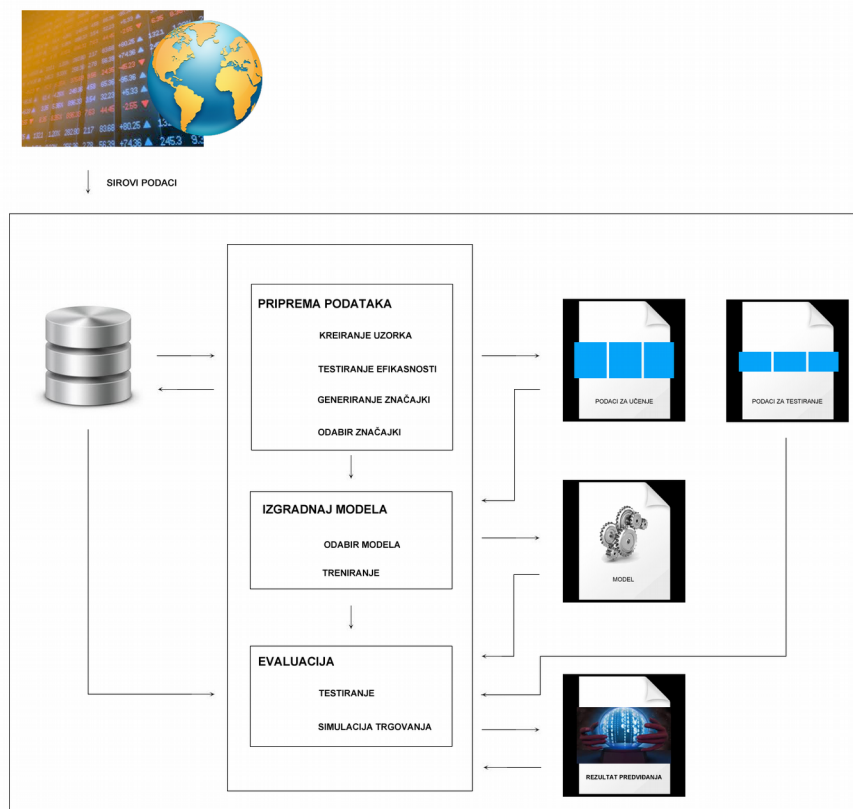 SIROVI PODACI
PRIPREMA PODATAKA
KREIRANJE UZORKA
TESTIRANJE EFIKASNOSTI
GENERIRANJE ZNAČAJKI
ODABIR ZNAČAJKI
PODACI ZA UČENJE
PODACI ZA TESTIRANJE
IZGRADNAJ MODELA
ODABIR MODELA
TRENIRANJE
MODEL
EVALUACIJA
TESTIRANJE
SIMULACIJA TRGOVANJA
REZULTAT PREDVIĐANJA